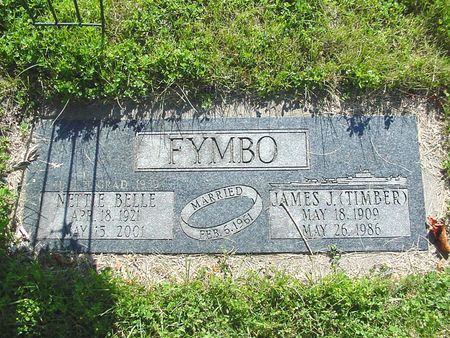 FYMBO
NETTIE BELLE
APR. 18, 1921
MAY 15, 2001
MARRIED
FEB. 6, 1961
JAMES J. (TIMBER)
MAY 18, 1909
MAY 26, 1986